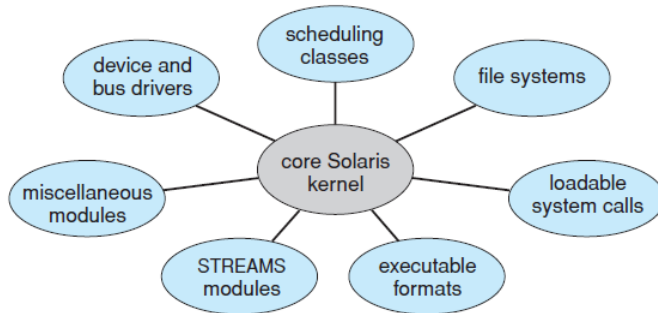 scheduling
classes
device and
bus drivers
file systems
core Solaris
kernel
miscellaneous
modules
loadable
system calls
STREAMS
modules
executable
formats